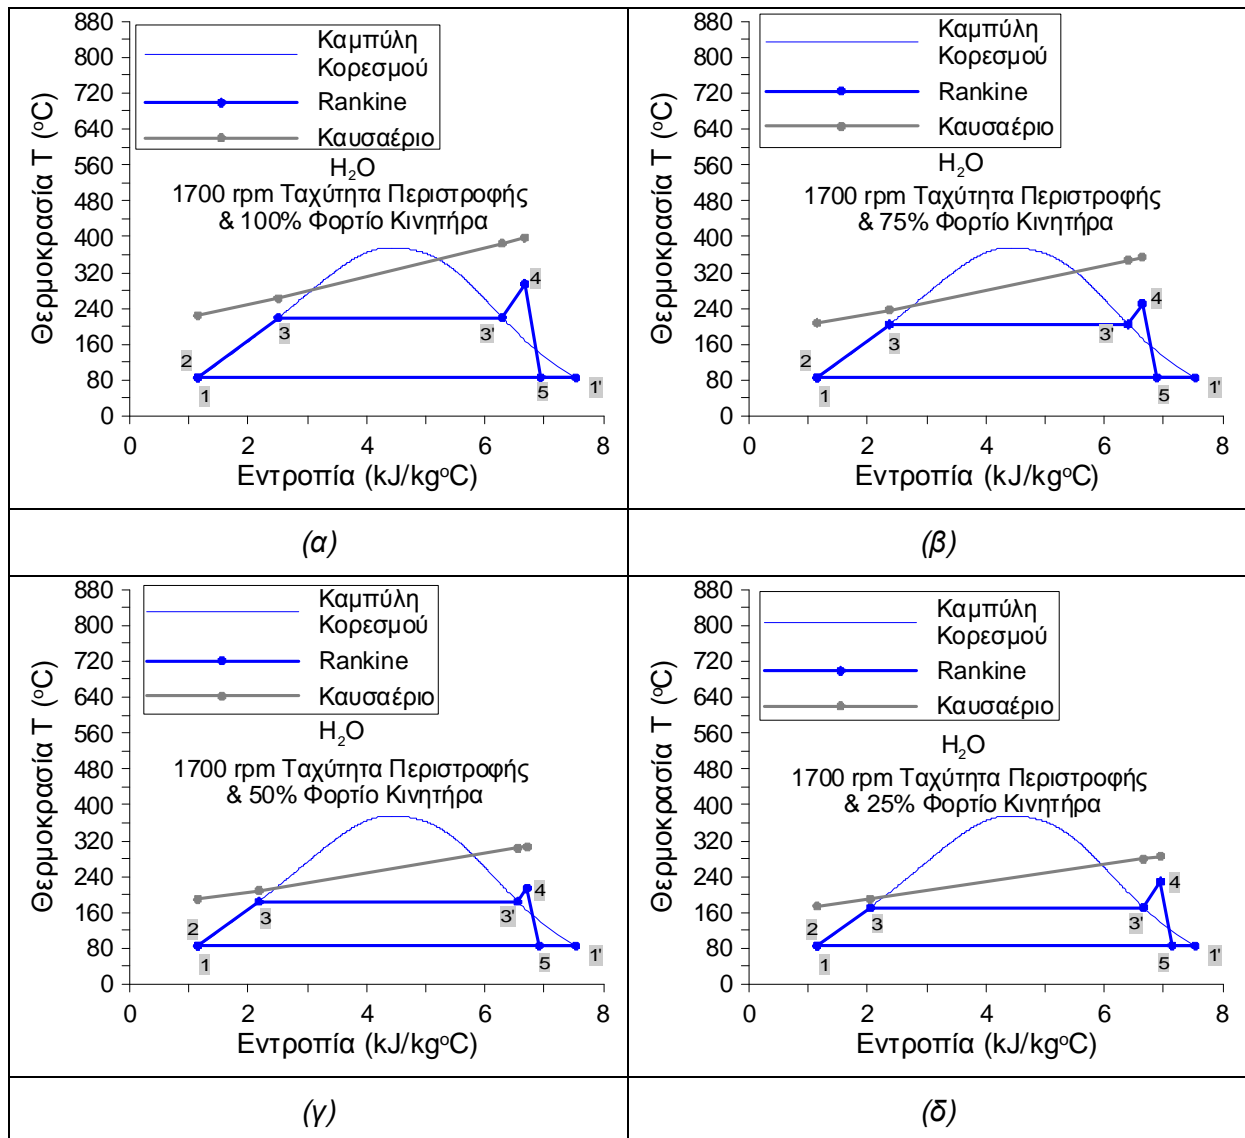 880
800
720
640
560
480
400
320
240
160
80
0
Θερμοκρασία T (°C)
Καμπύλη
Κορεσμού
Rankine
Καυσαέριο
H₂O
1700 rpm Ταχύτητα Περιστροφής
& 100% Φορτίο Κινητήρα
2
1
3
3'
4
5
1'
0 2 4 6 8
Εντροπία (kJ/kg°C)
(α)
880
800
720
640
560
480
400
320
240
160
80
0
Θερμοκρασία T (°C)
Καμπύλη
Κορεσμού
Rankine
Καυσαέριο
H₂O
1700 rpm Ταχύτητα Περιστροφής
& 75% Φορτίο Κινητήρα
2
1
3
3'
4
5
1'
0 2 4 6 8
Εντροπία (kJ/kg°C)
(β)
880
800
720
640
560
480
400
320
240
160
80
0
Θερμοκρασία T (°C)
Καμπύλη
Κορεσμού
Rankine
Καυσαέριο
H₂O
1700 rpm Ταχύτητα Περιστροφής
& 50% Φορτίο Κινητήρα
2
1
3
3'
4
5
1'
0 2 4 6 8
Εντροπία (kJ/kg°C)
(γ)
880
800
720
640
560
480
400
320
240
160
80
0
Θερμοκρασία T (°C)
Καμπύλη
Κορεσμού
Rankine
Καυσαέριο
H₂O
1700 rpm Ταχύτητα Περιστροφής
& 25% Φορτίο Κινητήρα
2
1
3
3'
4
5
1'
0 2 4 6 8
Εντροπία (kJ/kg°C)
(δ)